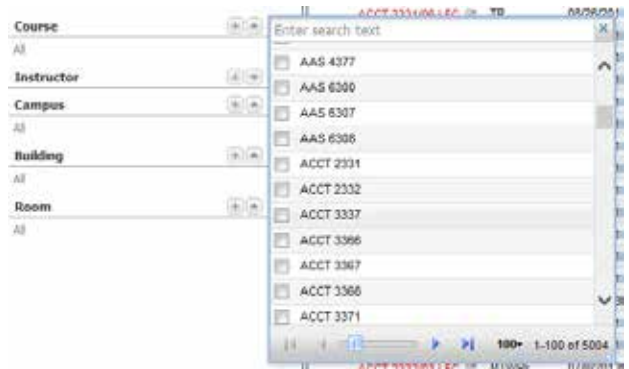 Course
All
Instructor
Campus
All
Building
All
Room
All
Enter search text
AAS 4377
AAS 6300
AAS 6307
AAS 6308
ACCT 2331
ACCT 2332
ACCT 3337
ACCT 3366
ACCT 3367
ACCT 3368
ACCT 3371
100
1-100 of 5004